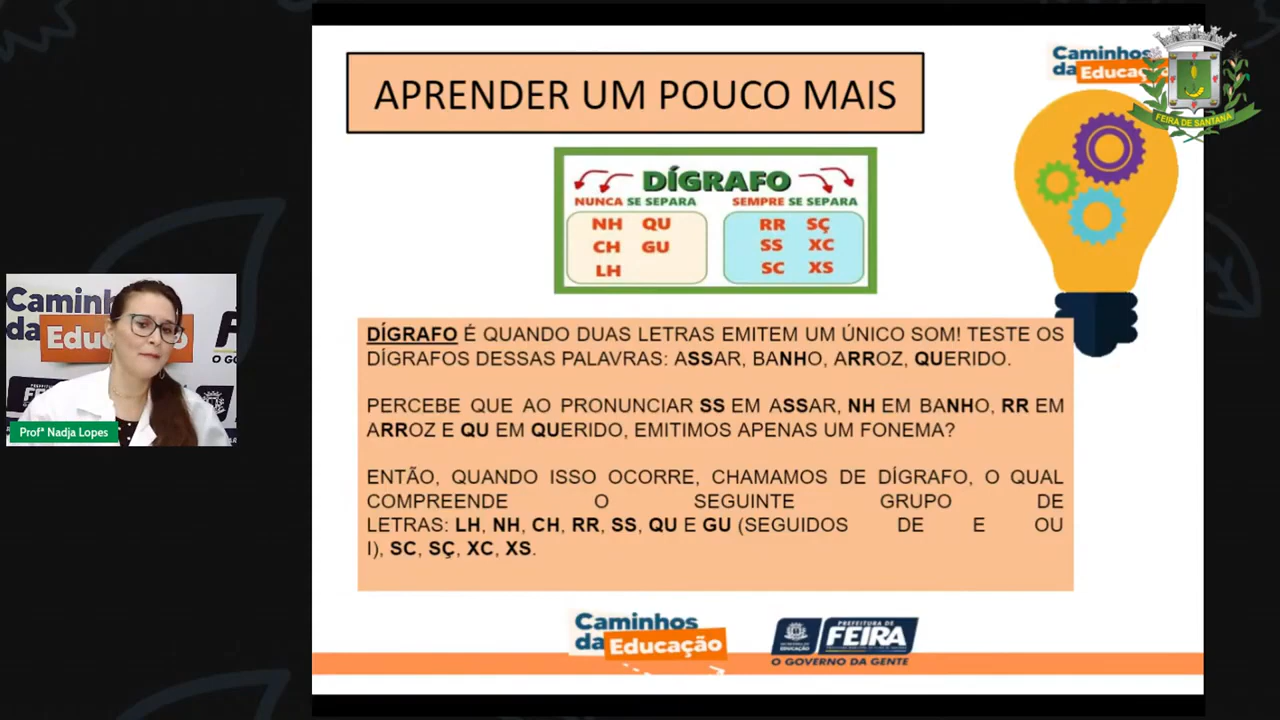 APRENDER UM POUCO MAIS
Caminhos
da Educação
FEIRA DE SANTANA
DÍGRAFO
NUNCA SE SEPARA
SEMPRE SE SEPARA
NH QU
CH GU
LH
RR SÇ
SS XC
SC XS
DÍGRAFO É QUANDO DUAS LETRAS EMITEM UM ÚNICO SOM! TESTE OS
DÍGRAFOS DESSAS PALAVRAS: ASSAR, BANHO, ARROZ, QUERIDO.
PERCEBE QUE AO PRONUNCIAR SS EM ASSAR, NH EM BANHO, RR EM
ARROZ E QU EM QUERIDO, EMITIMOS APENAS UM FONEMA?
ENTÃO, QUANDO ISSO OCORRE, CHAMAMOS DE DÍGRAFO, O QUAL
COMPREENDE O SEGUINTE GRUPO DE
LETRAS: LH, NH, CH, RR, SS, QU E GU (SEGUIDOS DE E OU
I), SC, SÇ, XC, XS.
Caminh
da Educação
F
O GOV
Profª Nadja Lopes
Caminhos
da Educação
EDUCAÇÃO
PREFEITURA DE
FEIRA
O GOVERNO DA GENTE